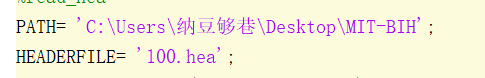 PATH= 'C:\Users\纳豆够巷\Desktop\MIT-BIH';
HEADERFILE= '100.hea';